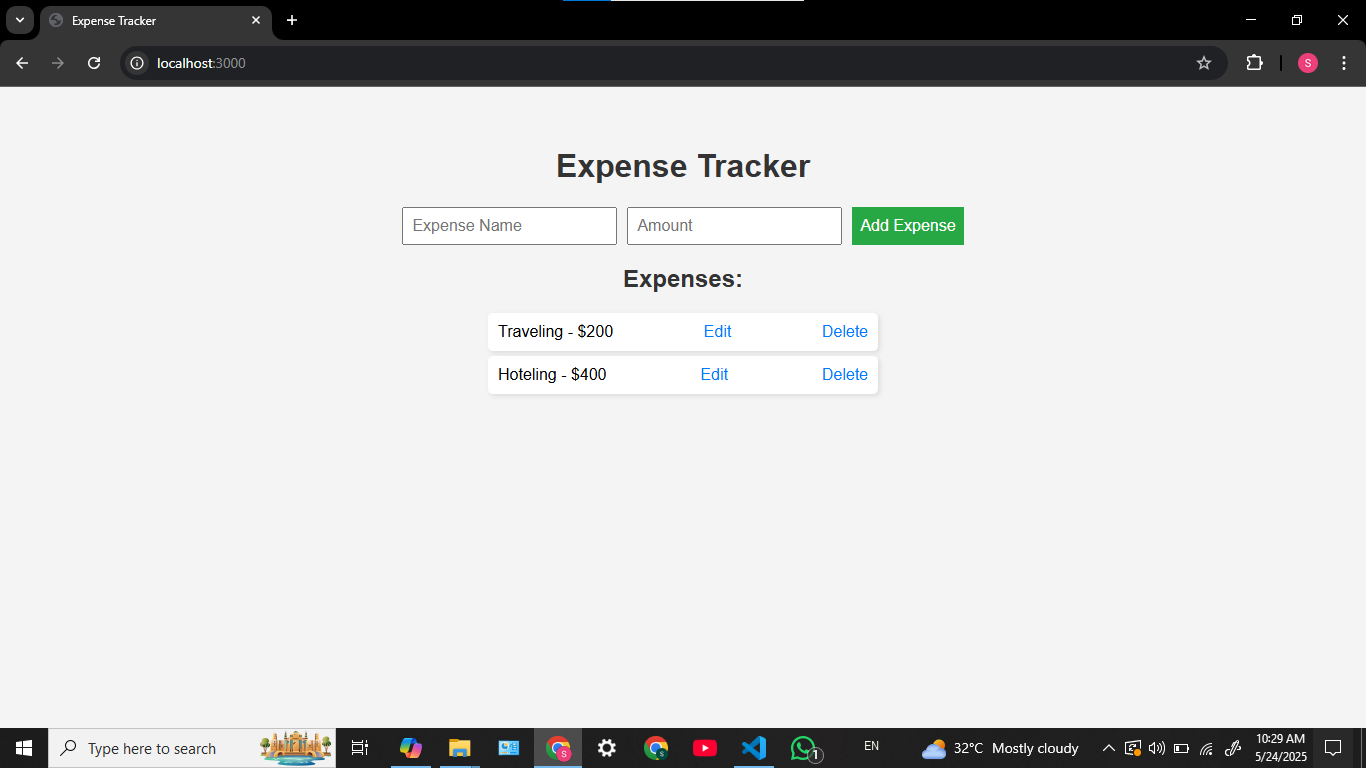 Expense Tracker
localhost:3000
S
Expense Tracker
Expense Name Amount Add Expense
Expenses:
Traveling - $200 Edit Delete
Hoteling - $400 Edit Delete
Type here to search S 1 EN 32°C Mostly cloudy 10:29 AM
5/24/2025